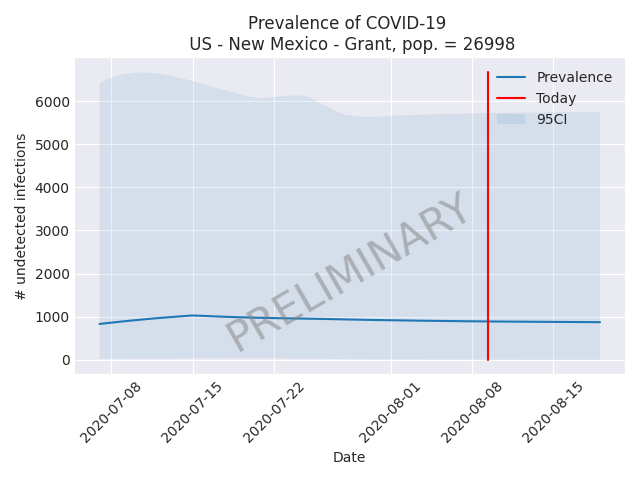 Prevalence of COVID-19
US - New Mexico - Grant, pop. = 26998
Prevalence
Today
95CI
# undetected infections
6000
5000
4000
3000
2000
1000
0
PRELIMINARY
2020-07-08
2020-07-15
2020-07-22
2020-08-01
2020-08-08
2020-08-15
Date